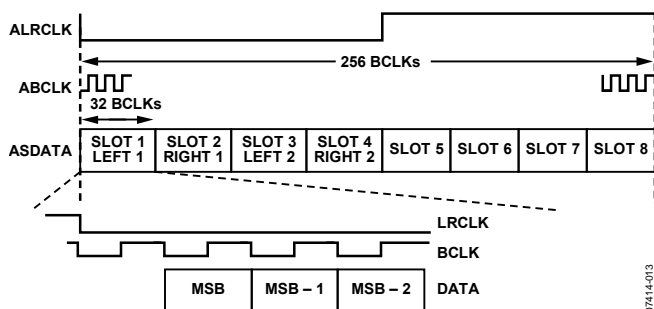 ALRCLK
256 BCLKs
ABCLK
32 BCLKs
ASDATA
SLOT 1
LEFT 1
SLOT 2
RIGHT 1
SLOT 3
LEFT 2
SLOT 4
RIGHT 2
SLOT 5
SLOT 6
SLOT 7
SLOT 8
LRCLK
BCLK
MSB
MSB – 1
MSB – 2
DATA
07414-013